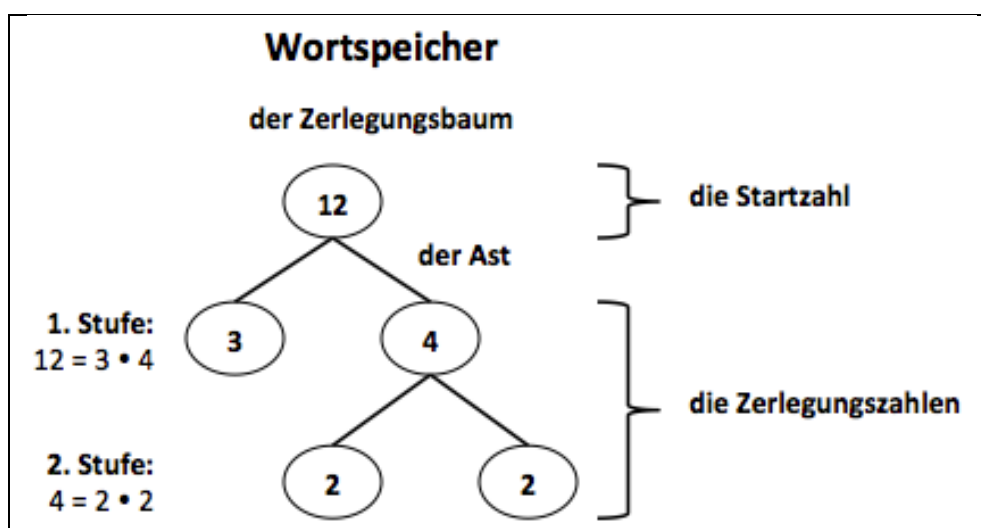 Wortspeicher
der Zerlegungsbaum
12
die Startzahl
der Ast
1. Stufe:
12 = 3 • 4
3
4
die Zerlegungszahlen
2. Stufe:
4 = 2 • 2
2
2